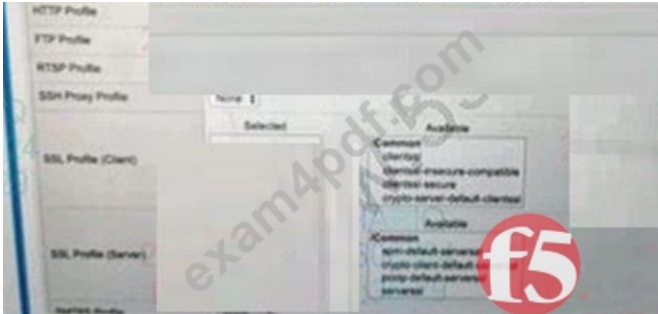 HTTP Profile
FTP Profile
RTSP Profile
SSH Proxy Profile
None
Selected
Available
SSL Profile (Client)
Common
clientssl
clientssl-insecure-compatible
clientssl-secure
crypto-server-default-clientssl
Available
SSL Profile (Server)
Common
apm-default-serverssl
crypto-client-default-
pcoip-default-serverssl
serverssl
SMTPS Profile
exam4pdf.com
f5